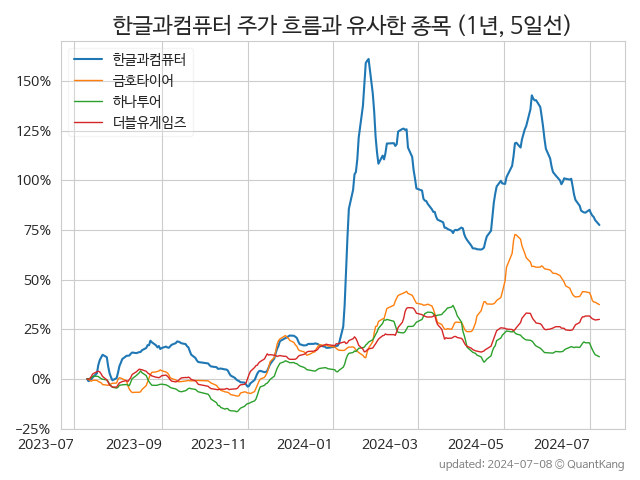 한글과컴퓨터 주가 흐름과 유사한 종목 (1년, 5일선)
한글과컴퓨터
금호타이어
하나투어
더블유게임즈
150%
125%
100%
75%
50%
25%
0%
−25%
2023-07
2023-09
2023-11
2024-01
2024-03
2024-05
2024-07
updated: 2024-07-08 © QuantKang